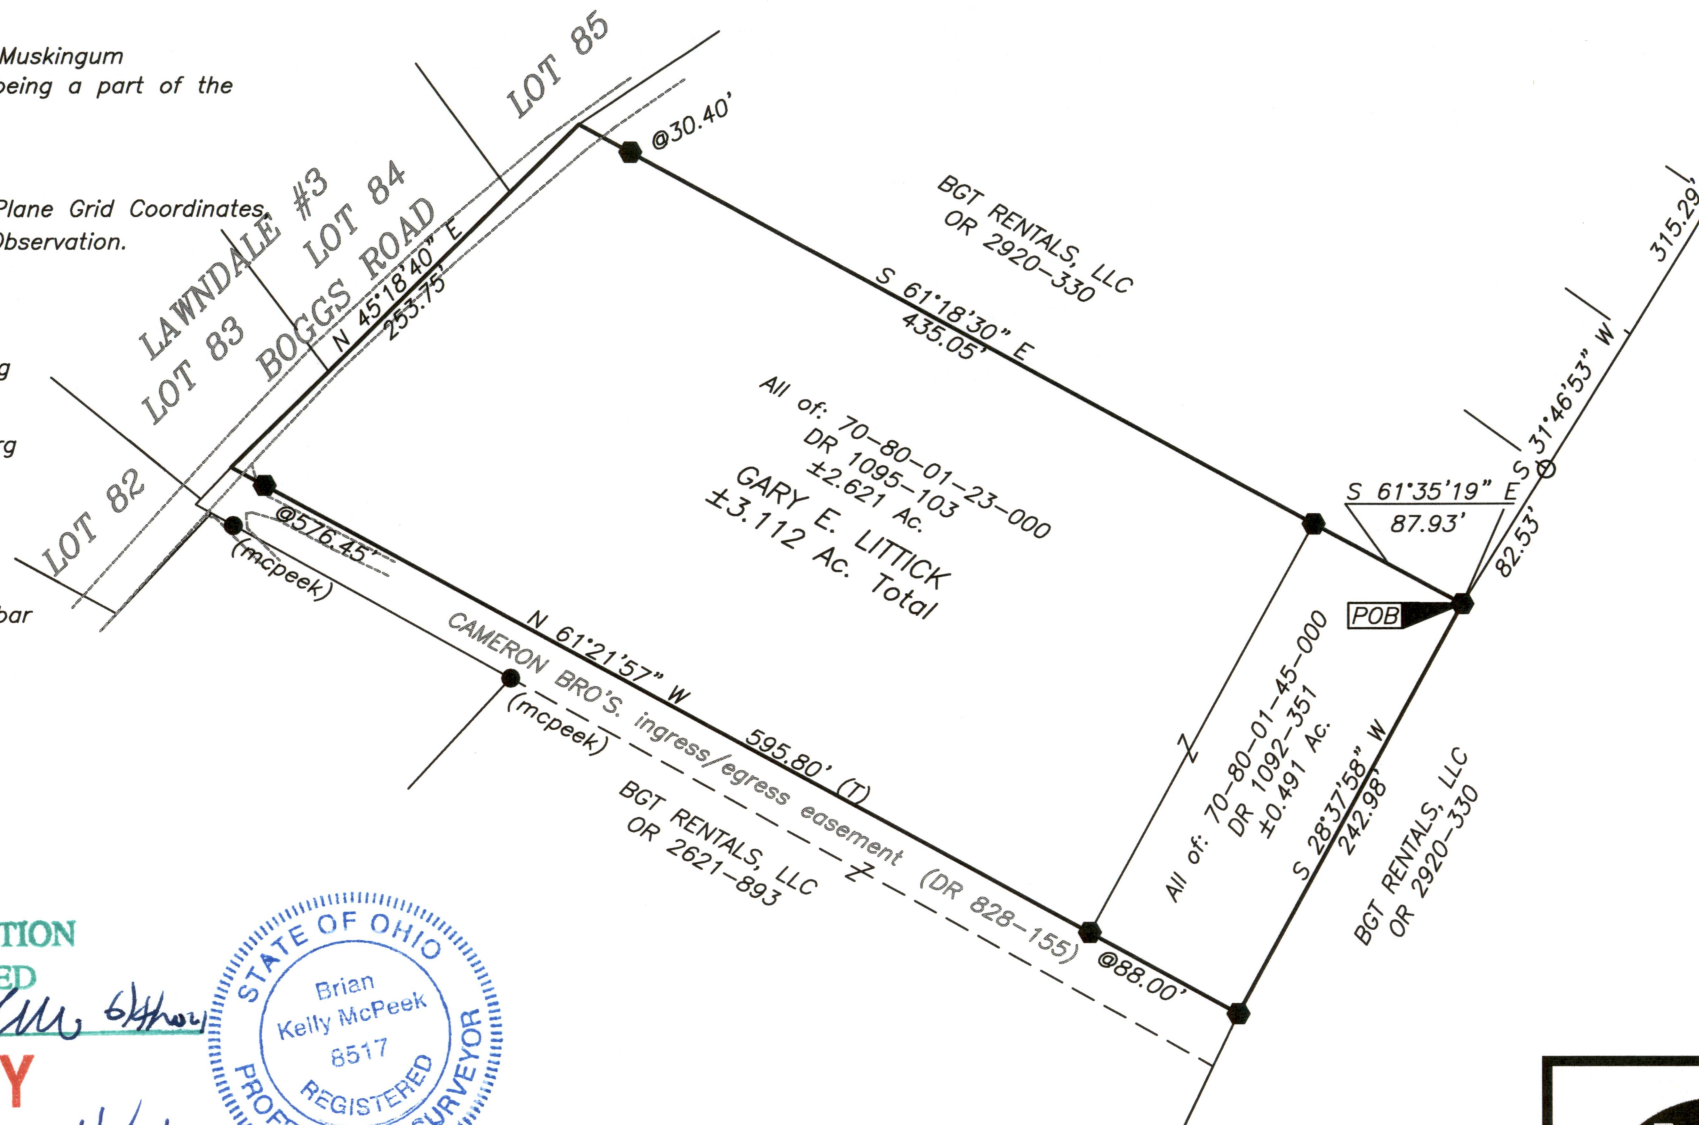 Muskingum
being a part of the
Plane Grid Coordinates,
Observation.
g
rg
bar
LOT 85
LAWNDALE #3
LOT 84
LOT 83
BOGGS ROAD
LOT 82
N 45°18'40" E
253.75'
@30.40'
BGT RENTALS, LLC
OR 2920-330
S 61°18'30" E
435.05'
315.29'
S 31°46'53" W
S 61°35'19" E
87.93'
82.53'
POB
All of: 70-80-01-23-000
DR 1095-103
±2.621 Ac.
GARY E. LITTICK
±3.112 Ac. Total
@576.45'
(mcpeek)
(mcpeek)
N 61°21'57" W
595.80' (T)
CAMERON BRO'S. ingress/egress easement (DR 828-155)
BGT RENTALS, LLC
OR 2621-893
Z
Z
All of: 70-80-01-45-000
DR 1092-351
±0.491 Ac.
S 28°37'58" W
242.98'
BGT RENTALS, LLC
OR 2920-330
@88.00'
TION
ED
Y
STATE OF OHIO
Brian
Kelly McPeek
8517
REGISTERED
PROF
SURVEYOR